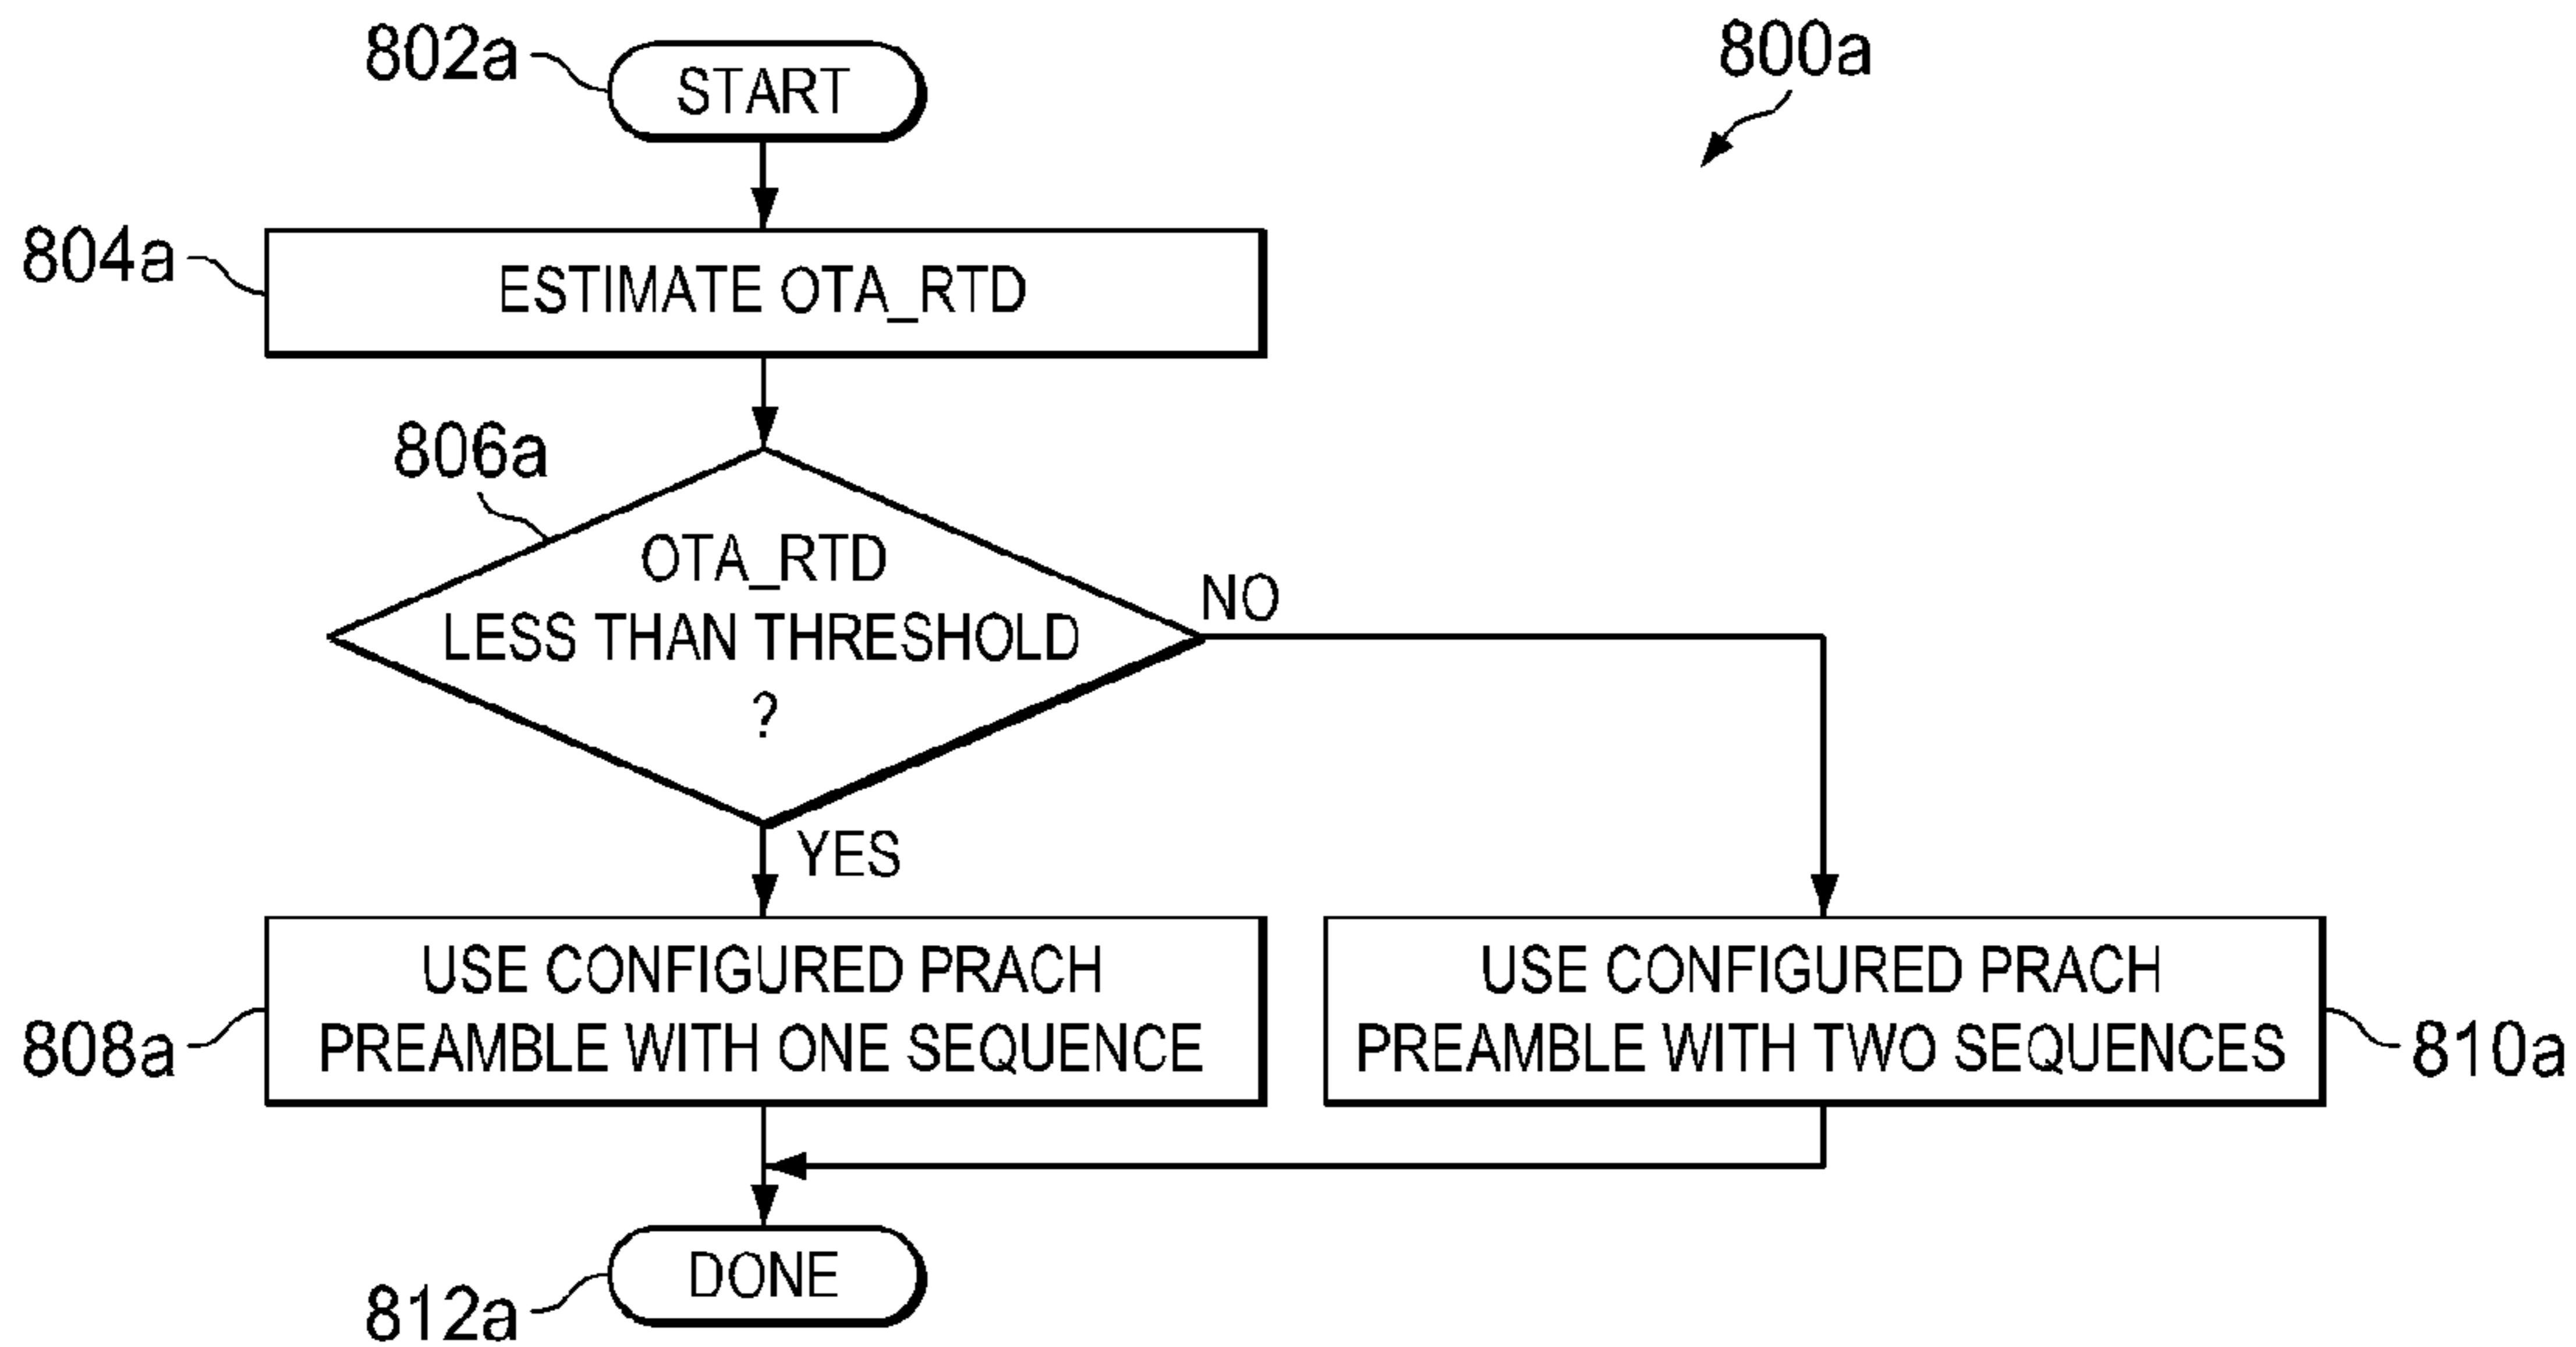 802a
START
800a
804a
ESTIMATE OTA_RTD
806a
OTA_RTD
LESS THAN THRESHOLD
?
NO
YES
808a
USE CONFIGURED PRACH
PREAMBLE WITH ONE SEQUENCE
USE CONFIGURED PRACH
PREAMBLE WITH TWO SEQUENCES
810a
812a
DONE